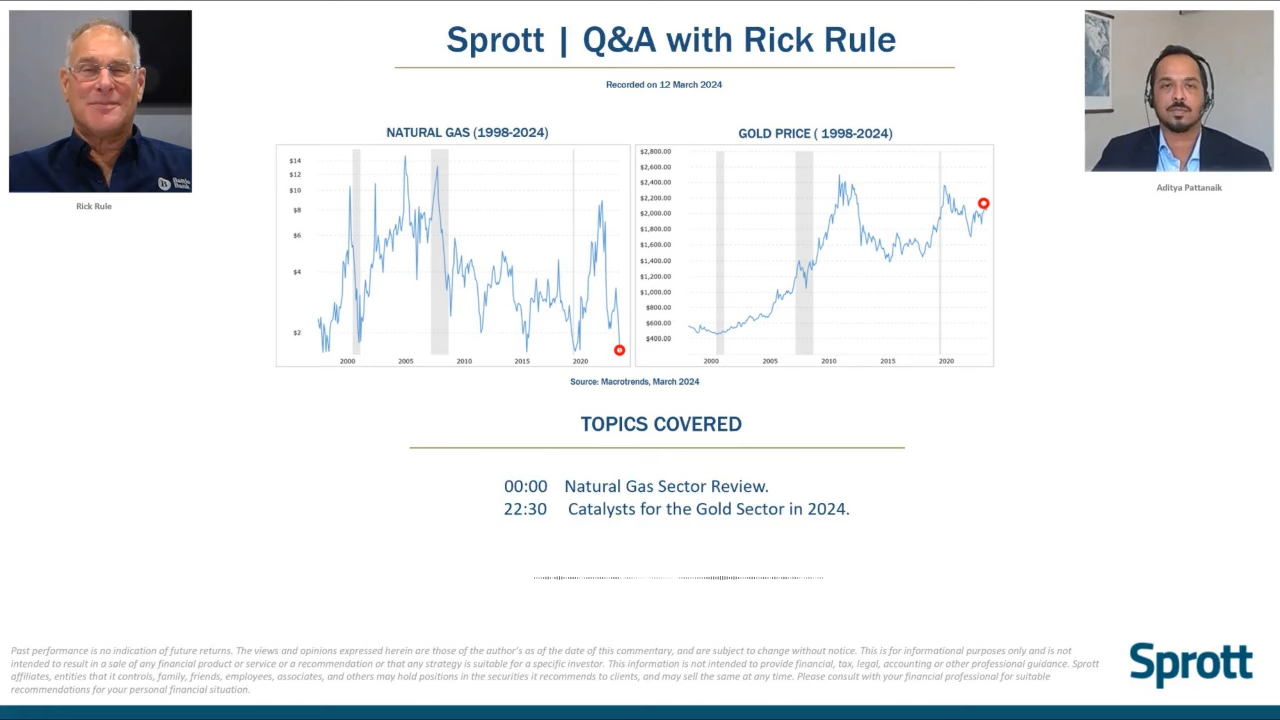 Sprott | Q&A with Rick Rule
Recorded on 12 March 2024
Battle Bank
Rick Rule
Aditya Pattanaik
NATURAL GAS (1998-2024)
$14
$12
$10
$8
$6
$4
$2
2000 2005 2010 2015 2020
GOLD PRICE ( 1998-2024)
$2,800.00
$2,600.00
$2,400.00
$2,200.00
$2,000.00
$1,800.00
$1,600.00
$1,400.00
$1,200.00
$1,000.00
$800.00
$600.00
$400.00
2000 2005 2010 2015 2020
Source: Macrotrends, March 2024
TOPICS COVERED
00:00 Natural Gas Sector Review.
22:30 Catalysts for the Gold Sector in 2024.
Past performance is no indication of future returns. The views and opinions expressed herein are those of the author's as of the date of this commentary, and are subject to change without notice. This is for informational purposes only and is not
intended to result in a sale of any financial product or service or a recommendation or that any strategy is suitable for a specific investor. This information is not intended to provide financial, tax, legal, accounting or other professional guidance. Sprott
affiliates, entities that it controls, family, friends, employees, associates, and others may hold positions in the securities it recommends to clients, and may sell the same at any time. Please consult with your financial professional for suitable
recommendations for your personal financial situation.
Sprott